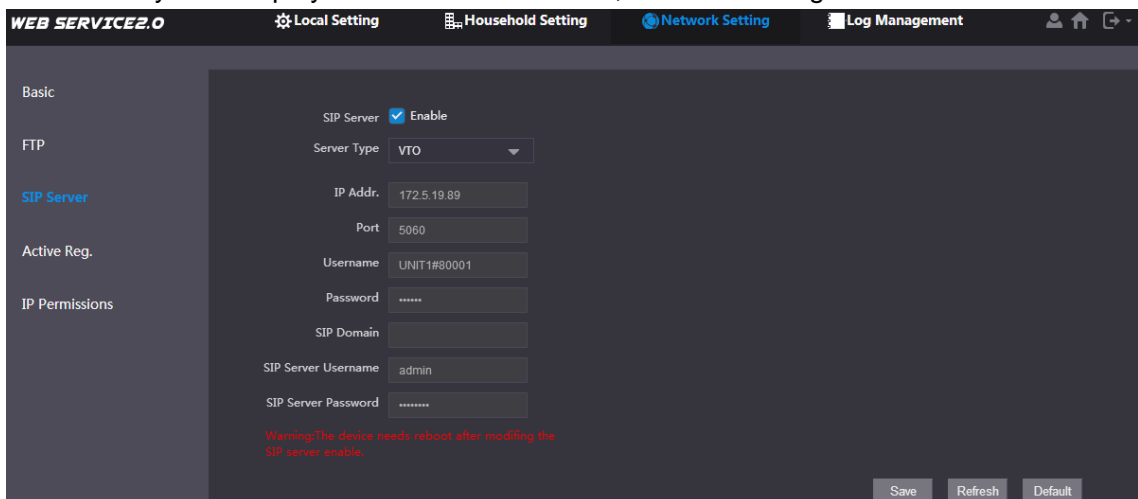 WEB SERVICE2.0 Local Setting Household Setting Network Setting Log Management
Basic
SIP Server Enable
FTP
Server Type VTO
SIP Server
IP Addr. 172.5.19.89
Port 5060
Active Reg.
Username UNIT1#80001
IP Permissions
Password ••••••
SIP Domain
SIP Server Username admin
SIP Server Password ••••••••
Warning:The device needs reboot after modifing the
SIP server enable.
Save Refresh Default